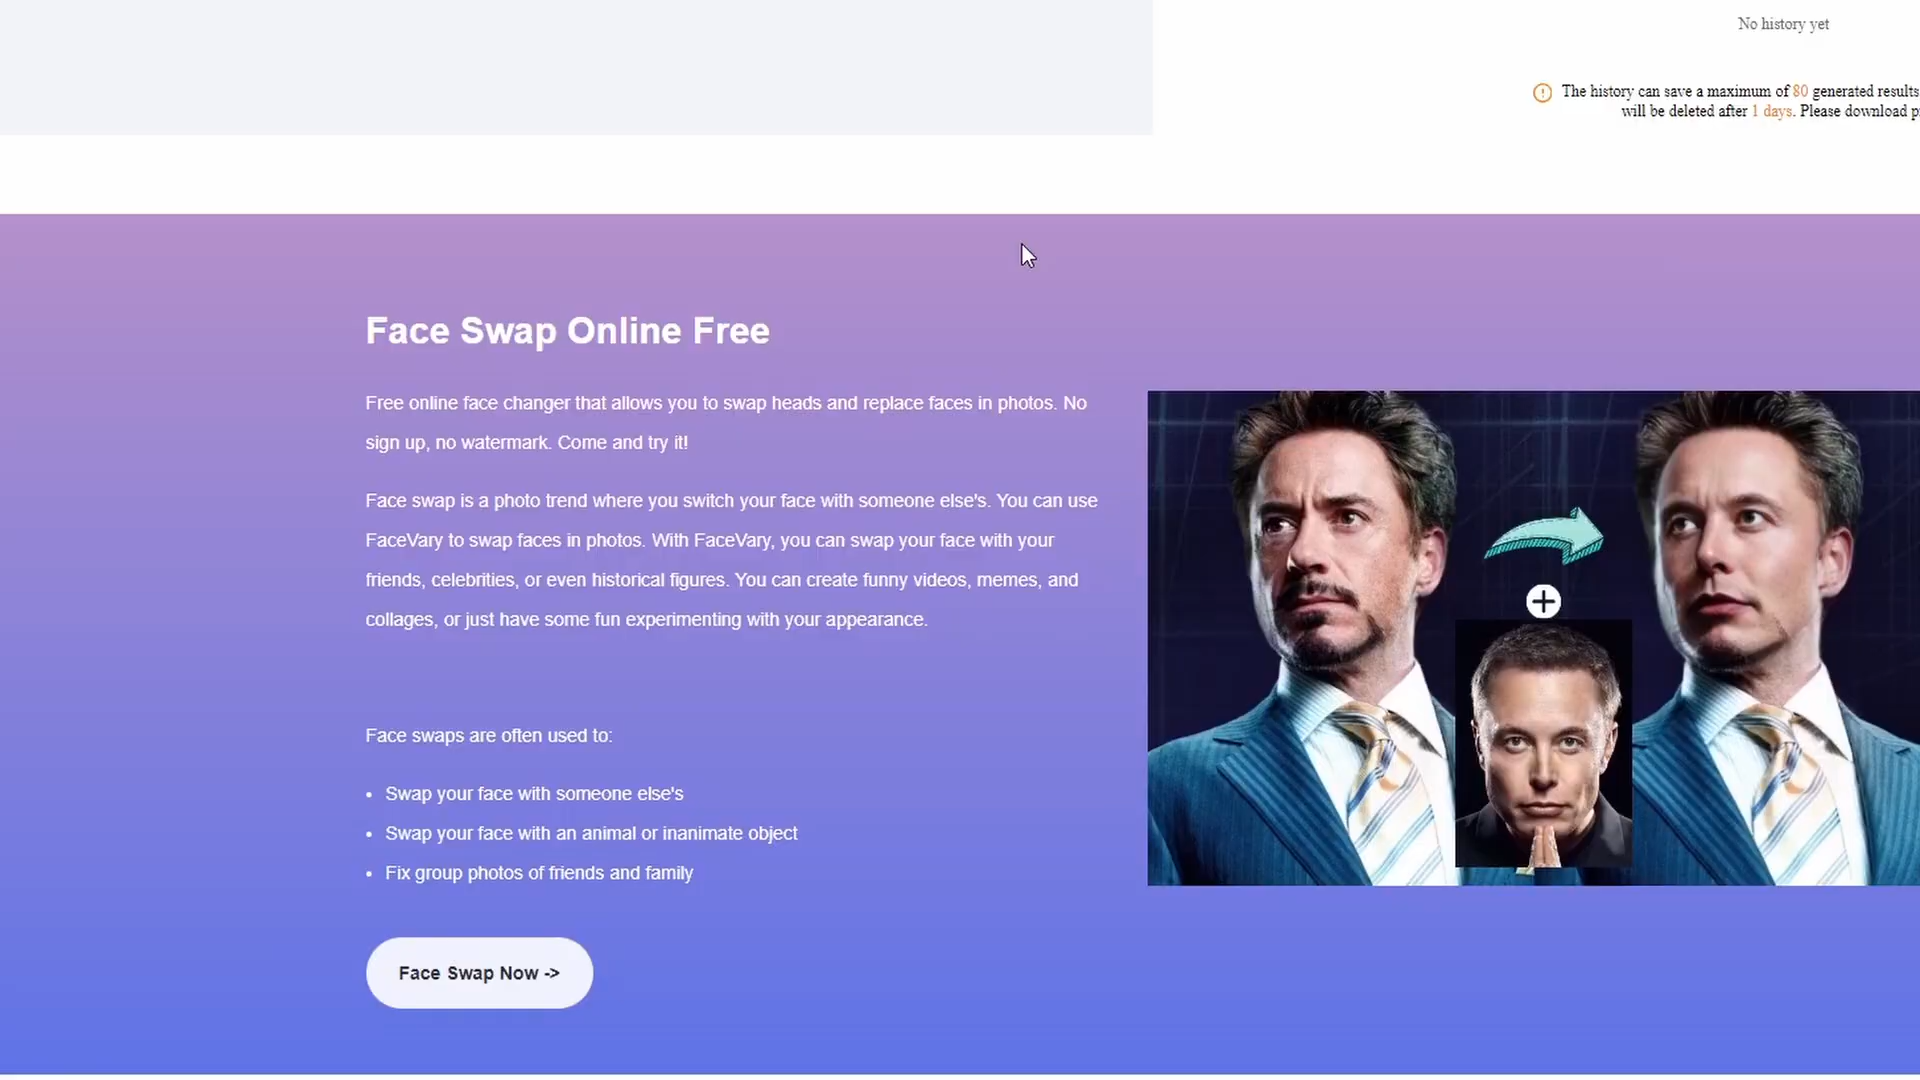 No history yet
The history can save a maximum of 80 generated results
will be deleted after 1 days. Please download
Face Swap Online Free
Free online face changer that allows you to swap heads and replace faces in photos. No
sign up, no watermark. Come and try it!
Face swap is a photo trend where you switch your face with someone else's. You can use
FaceVary to swap faces in photos. With FaceVary, you can swap your face with your
friends, celebrities, or even historical figures. You can create funny videos, memes, and
collages, or just have some fun experimenting with your appearance.
Face swaps are often used to:
• Swap your face with someone else's
• Swap your face with an animal or inanimate object
• Fix group photos of friends and family
Face Swap Now ->